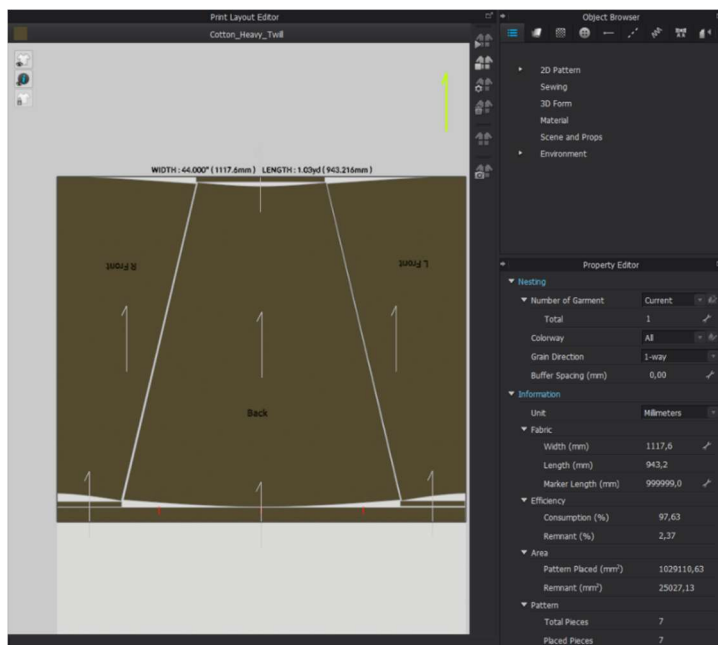 Print Layout Editor
Cotton_Heavy_Twill
WIDTH : 44.000" ( 1117.6mm )   LENGTH : 1.03yd ( 943.216mm )
R Front
L Front
Back
Object Browser
2D Pattern
Sewing
3D Form
Material
Scene and Props
Environment
Property Editor
Nesting
Number of Garment Current
Total 1
Colorway All
Grain Direction 1-way
Buffer Spacing (mm) 0,00
Information
Unit Millimeters
Fabric
Width (mm) 1117,6
Length (mm) 943,2
Marker Length (mm) 999999,0
Efficiency
Consumption (%) 97,63
Remnant (%) 2,37
Area
Pattern Placed (mm²) 1029110,63
Remnant (mm²) 25027,13
Pattern
Total Pieces 7
Placed Pieces 7